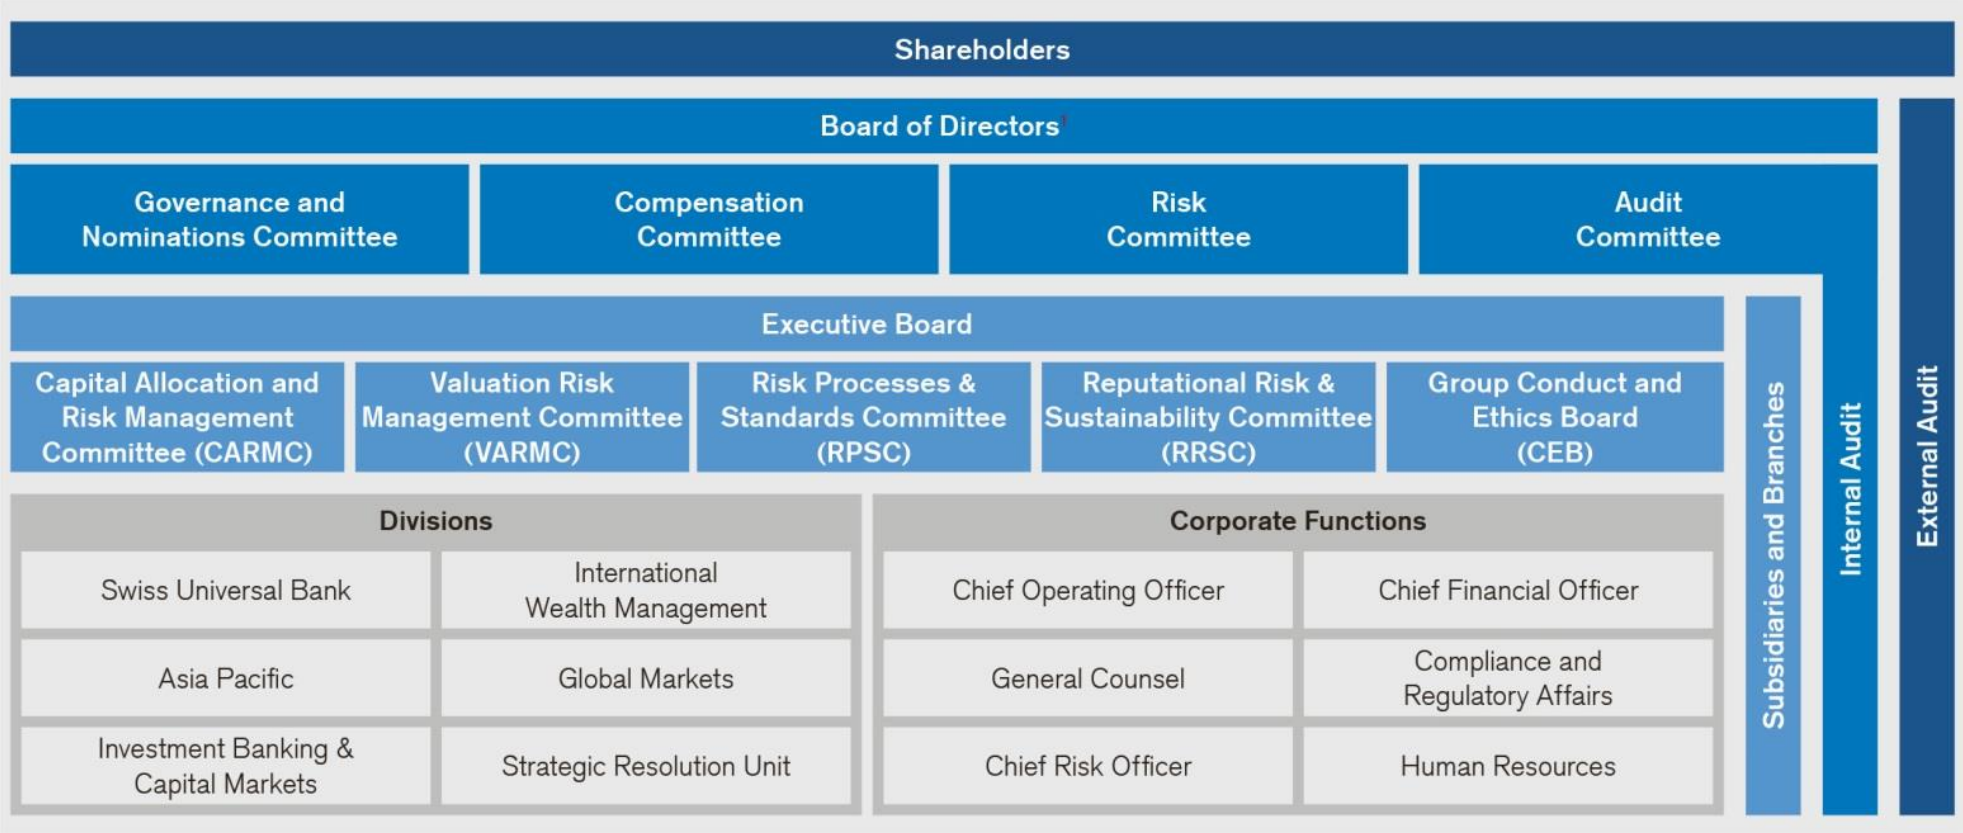 Shareholders
Board of Directors¹
Governance and
Nominations Committee
Compensation
Committee
Risk
Committee
Audit
Committee
Executive Board
Capital Allocation and
Risk Management
Committee (CARMC)
Valuation Risk
Management Committee
(VARMC)
Risk Processes &
Standards Committee
(RPSC)
Reputational Risk &
Sustainability Committee
(RRSC)
Group Conduct and
Ethics Board
(CEB)
Divisions
Swiss Universal Bank
International
Wealth Management
Asia Pacific
Global Markets
Investment Banking &
Capital Markets
Strategic Resolution Unit
Corporate Functions
Chief Operating Officer
Chief Financial Officer
General Counsel
Compliance and
Regulatory Affairs
Chief Risk Officer
Human Resources
Subsidiaries and Branches
Internal Audit
External Audit